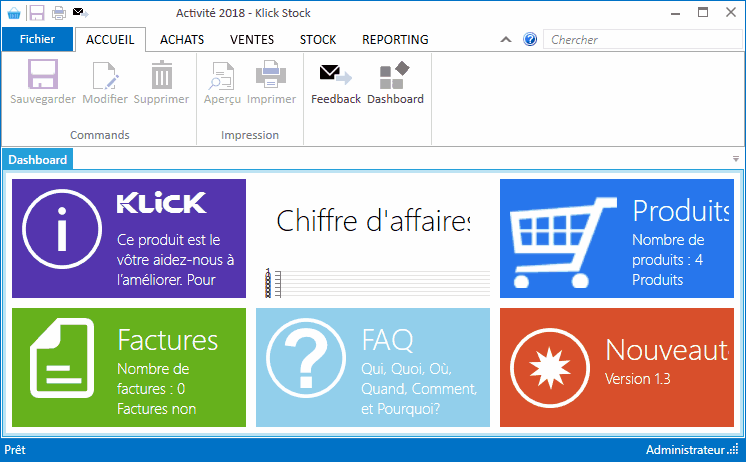 Activité 2018 - Klick Stock
Fichier ACCUEIL ACHATS VENTES STOCK REPORTING Chercher
Sauvegarder Modifier Supprimer Aperçu Imprimer Feedback Dashboard
Commands Impression
Dashboard
KLiCK
Ce produit est le
vôtre aidez-nous à
l'améliorer. Pour
Chiffre d'affaires
Produits
Nombre de
produits : 4
Produits
Factures
Nombre de
factures : 0
Factures non
FAQ
Qui, Quoi, Où,
Quand, Comment,
et Pourquoi?
Nouveaut
Version 1.3
Prêt Administrateur